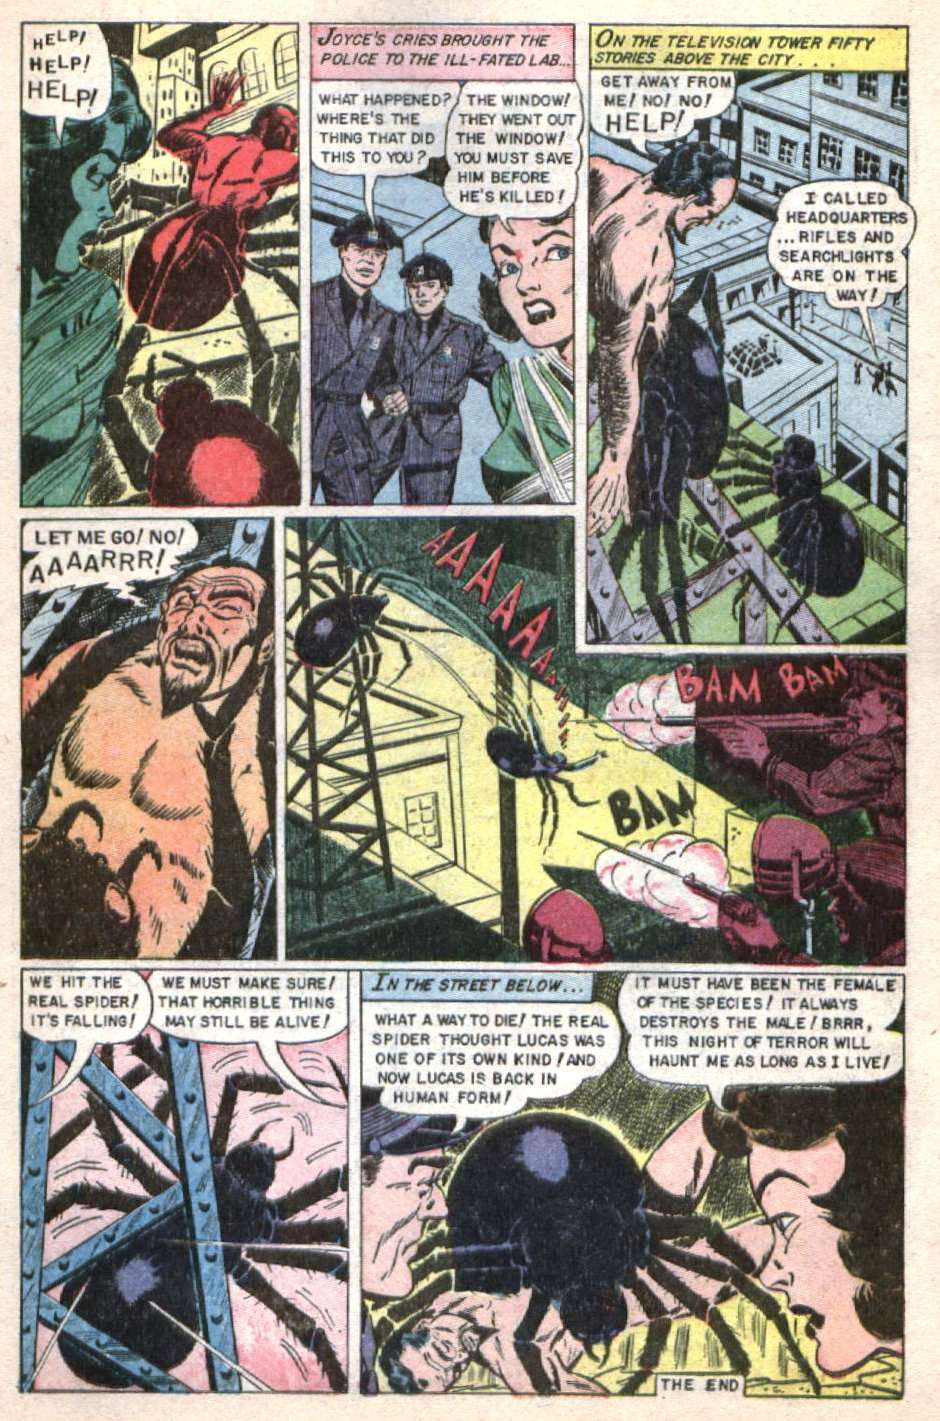 HELP!
HELP!
HELP!
JOYCE'S CRIES BROUGHT THE
POLICE TO THE ILL-FATED LAB...
WHAT HAPPENED?
WHERE'S THE
THING THAT DID
THIS TO YOU?
THE WINDOW!
THEY WENT OUT
THE WINDOW!
YOU MUST SAVE
HIM BEFORE
HE'S KILLED!
ON THE TELEVISION TOWER FIFTY
STORIES ABOVE THE CITY...
GET AWAY FROM
ME! NO! NO!
HELP!
I CALLED
HEADQUARTERS
...RIFLES AND
SEARCHLIGHTS
ARE ON THE
WAY!
LET ME GO! NO!
AAAARRR!
AAAAAAAIIIII
BAM BAM
BAM
WE HIT THE
REAL SPIDER!
IT'S FALLING!
WE MUST MAKE SURE!
THAT HORRIBLE THING
MAY STILL BE ALIVE!
IN THE STREET BELOW...
WHAT A WAY TO DIE! THE REAL
SPIDER THOUGHT LUCAS WAS
ONE OF ITS OWN KIND! AND
NOW LUCAS IS BACK IN
HUMAN FORM!
IT MUST HAVE BEEN THE FEMALE
OF THE SPECIES! IT ALWAYS
DESTROYS THE MALE! BRRR,
THIS NIGHT OF TERROR WILL
HAUNT ME AS LONG AS I LIVE!
THE END